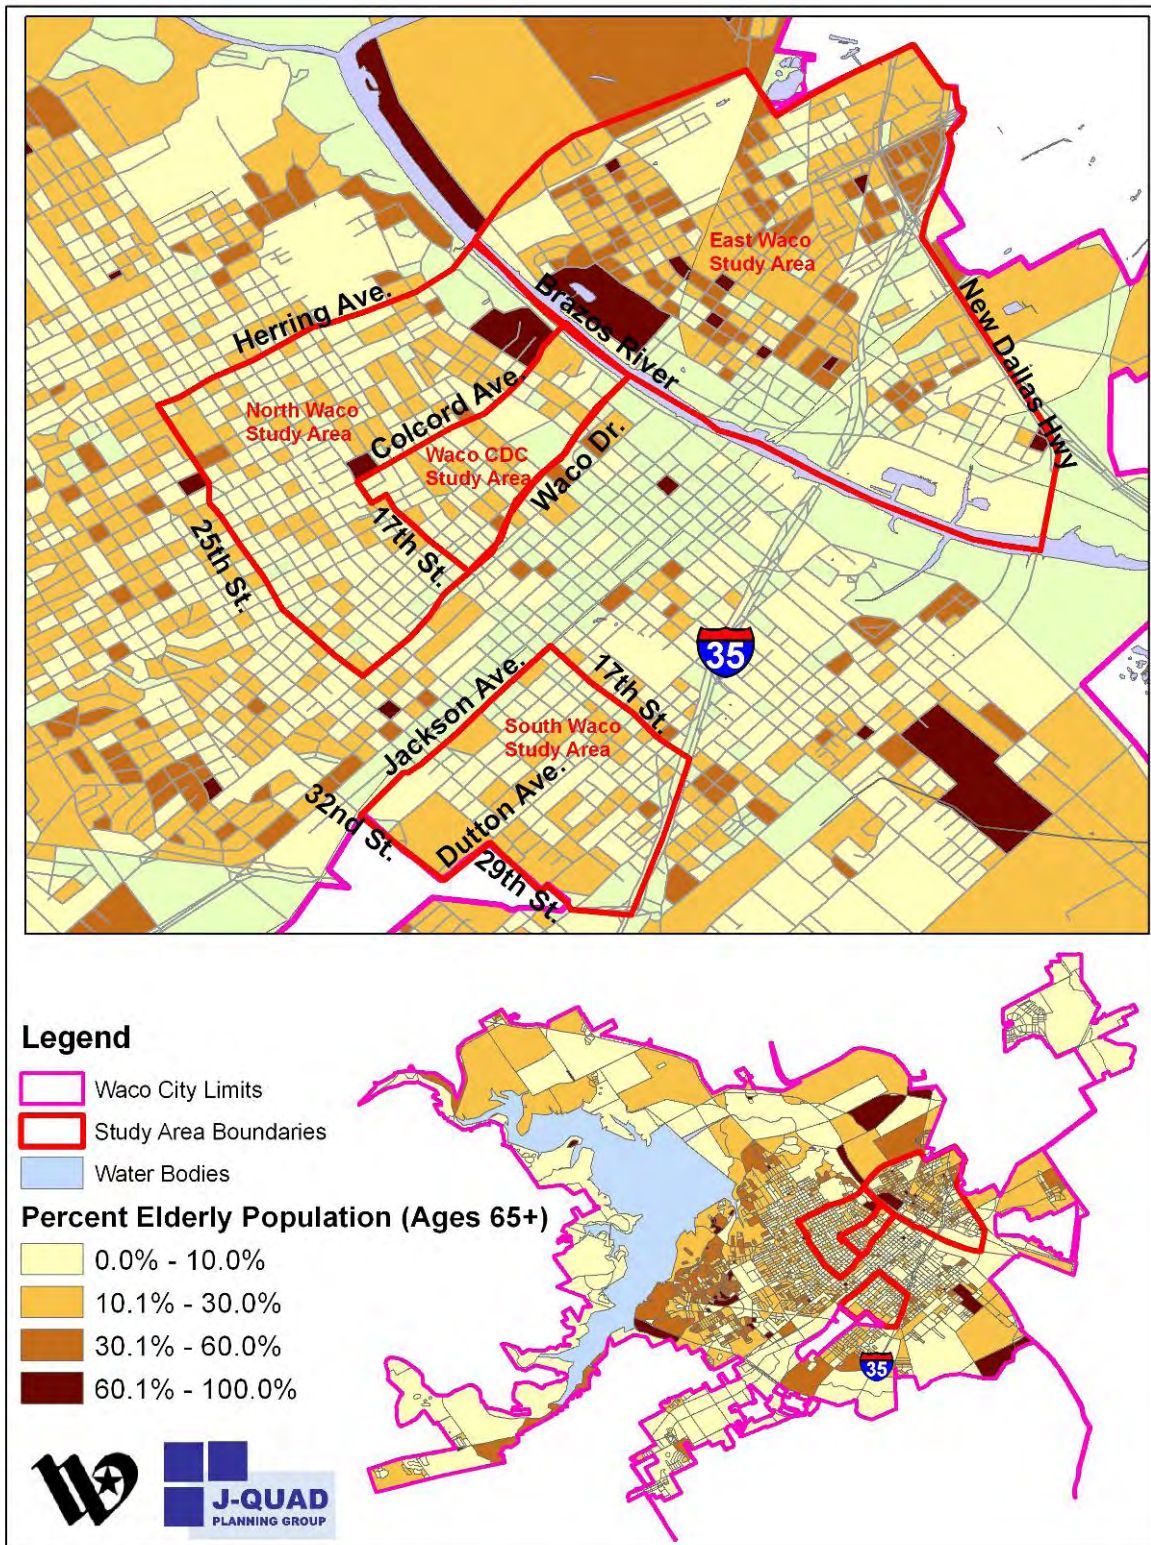 East Waco
Study Area
Brazos River
New Dallas Hwy
Herring Ave.
North Waco
Study Area
Colcord Ave.
Waco CDC
Study Area
Waco Dr.
17th St.
25th St.
35
17th St.
Jackson Ave.
South Waco
Study Area
Dutton Ave.
32nd St.
29th St.
Legend
Waco City Limits
Study Area Boundaries
Water Bodies
Percent Elderly Population (Ages 65+)
0.0% - 10.0%
10.1% - 30.0%
30.1% - 60.0%
60.1% - 100.0%
35
J-QUAD
PLANNING GROUP